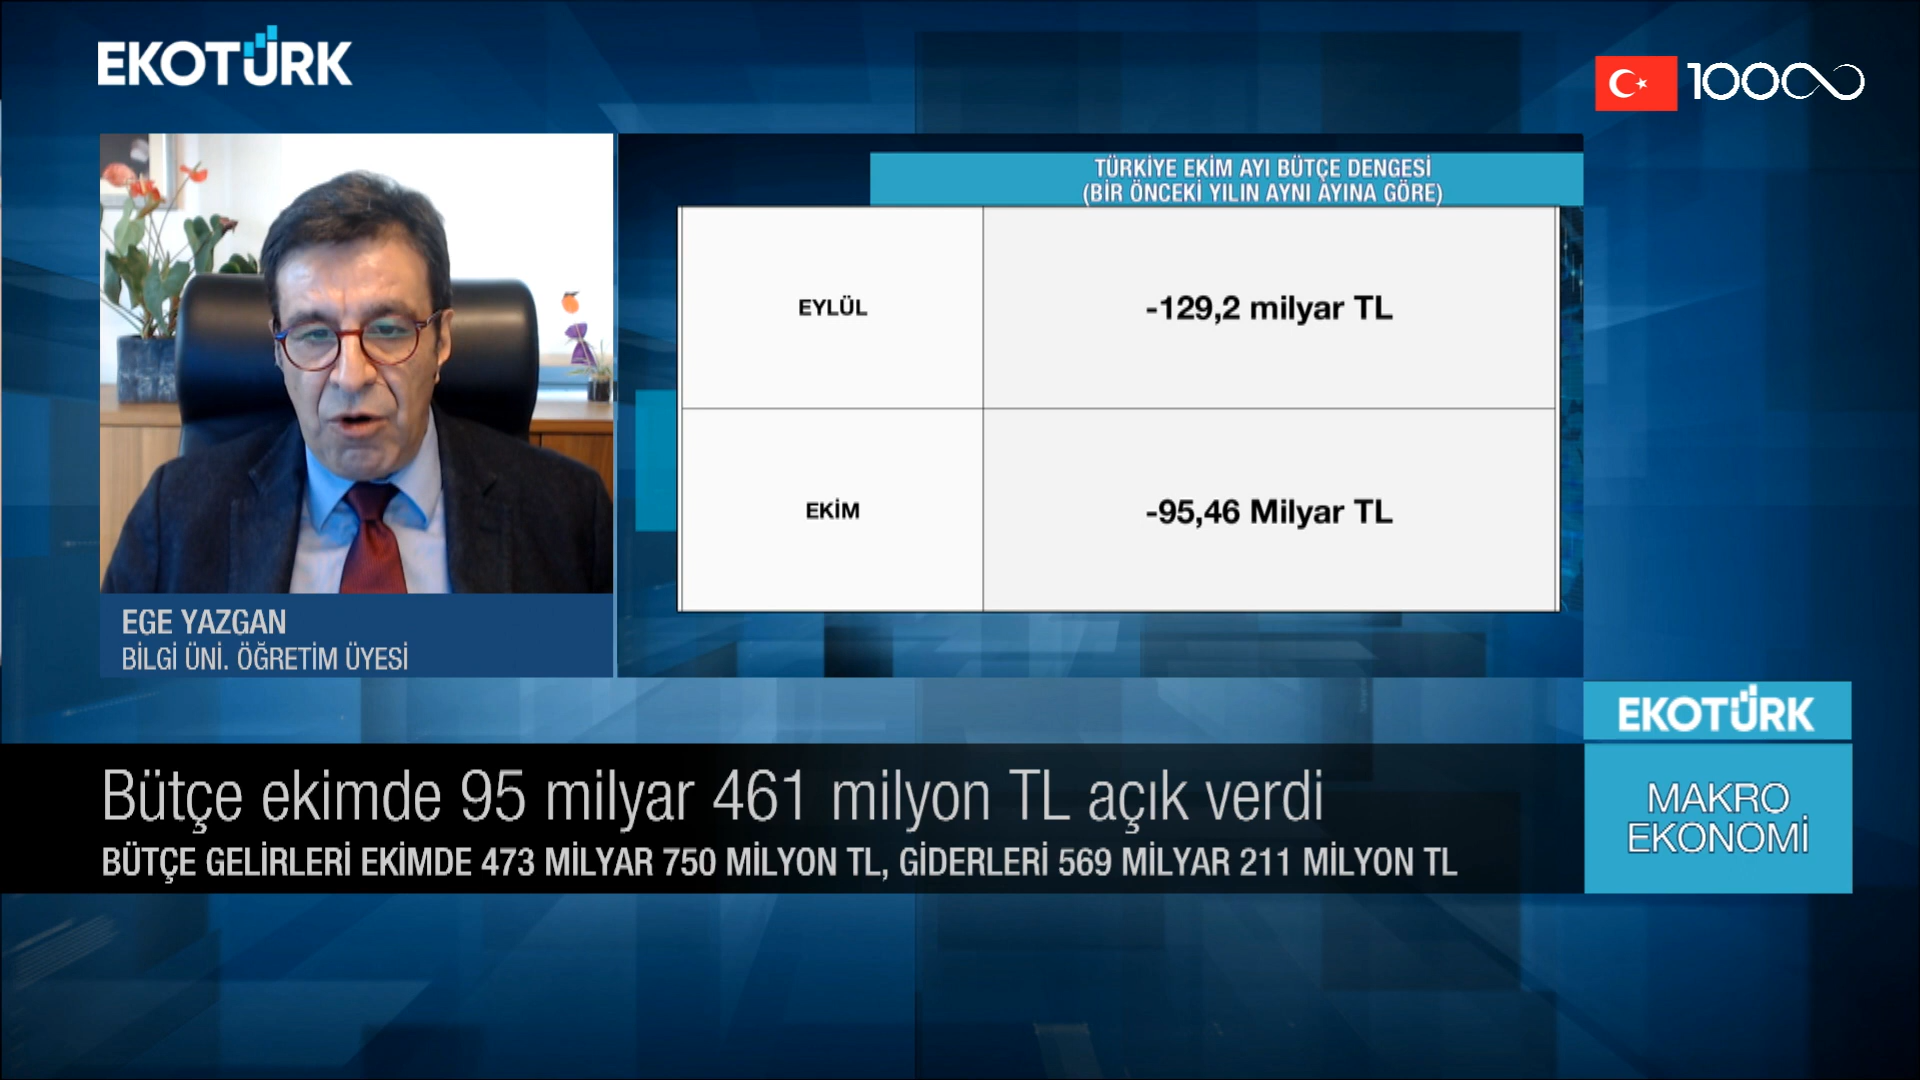 EKOTÜRK
100
TÜRKİYE EKİM AYI BÜTÇE DENGESİ
(BİR ÖNCEKİ YILIN AYNI AYINA GÖRE)
EYLÜL
-129,2 milyar TL
EKİM
-95,46 Milyar TL
EGE YAZGAN
BİLGİ ÜNİ. ÖĞRETİM ÜYESİ
EKOTÜRK
MAKRO
EKONOMİ
Bütçe ekimde 95 milyar 461 milyon TL açık verdi
BÜTÇE GELİRLERİ EKİMDE 473 MİLYAR 750 MİLYON TL, GİDERLERİ 569 MİLYAR 211 MİLYON TL